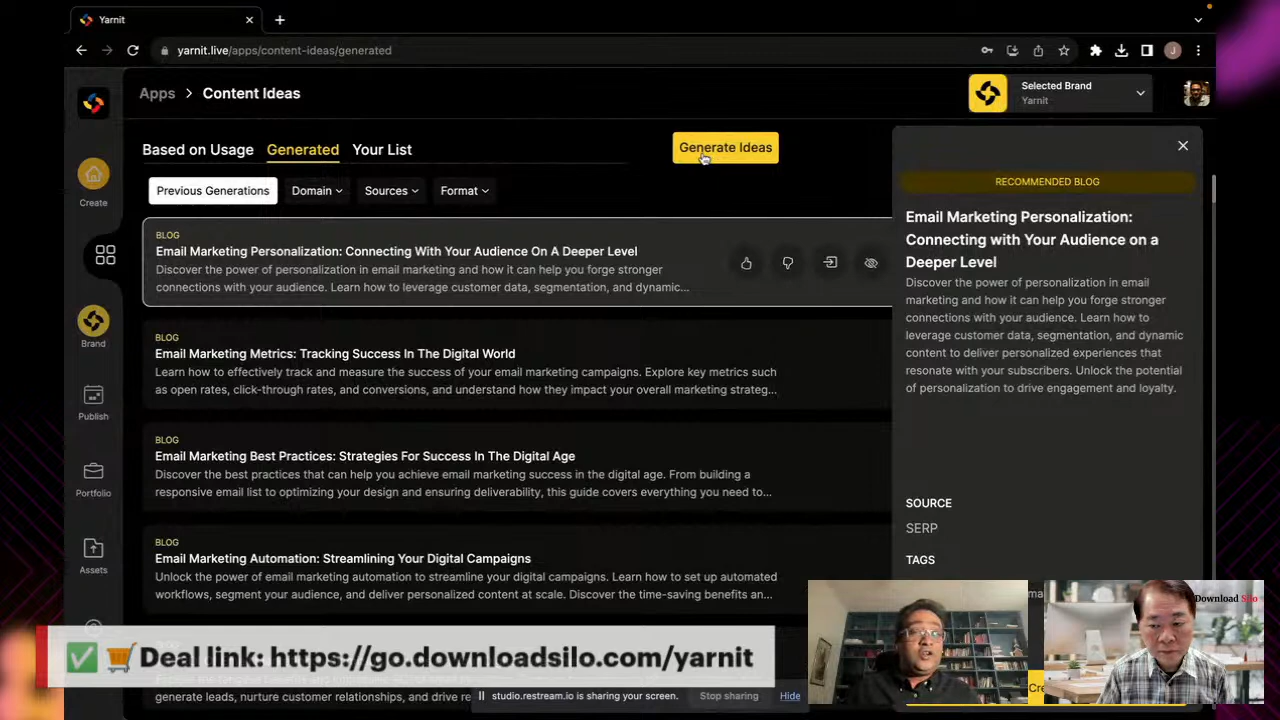 Yarnit
yarnit.live/apps/content-ideas/generated
J
Apps > Content Ideas
Selected Brand
Yarnit
Create
Brand
Publish
Portfolio
Assets
Based on Usage
Generated
Your List
Generate Ideas
Previous Generations
Domain
Sources
Format
BLOG
Email Marketing Personalization: Connecting With Your Audience On A Deeper Level
Discover the power of personalization in email marketing and how it can help you forge stronger
connections with your audience. Learn how to leverage customer data, segmentation, and dynamic...
BLOG
Email Marketing Metrics: Tracking Success In The Digital World
Learn how to effectively track and measure the success of your email marketing campaigns. Explore key metrics such
as open rates, click-through rates, and conversions, and understand how they impact your overall marketing strateg...
BLOG
Email Marketing Best Practices: Strategies For Success In The Digital Age
Discover the best practices that can help you achieve email marketing success in the digital age. From building a
responsive email list to optimizing your design and ensuring deliverability, this guide covers everything you need to...
BLOG
Email Marketing Automation: Streamlining Your Digital Campaigns
Unlock the power of email marketing automation to streamline your digital campaigns. Learn how to set up automated
workflows, segment your audience, and deliver personalized content at scale. Discover the time-saving benefits an...
generate leads, nurture customer relationships, and drive re
RECOMMENDED BLOG
Email Marketing Personalization:
Connecting with Your Audience on a
Deeper Level
Discover the power of personalization in email
marketing and how it can help you forge stronger
connections with your audience. Learn how to
leverage customer data, segmentation, and dynamic
content to deliver personalized experiences that
resonate with your subscribers. Unlock the potential
of personalization to drive engagement and loyalty.
SOURCE
SERP
TAGS
Deal link: https://go.downloadsilo.com/yarnit
studio.restream.io is sharing your screen.
Stop sharing
Hide
Download Silo